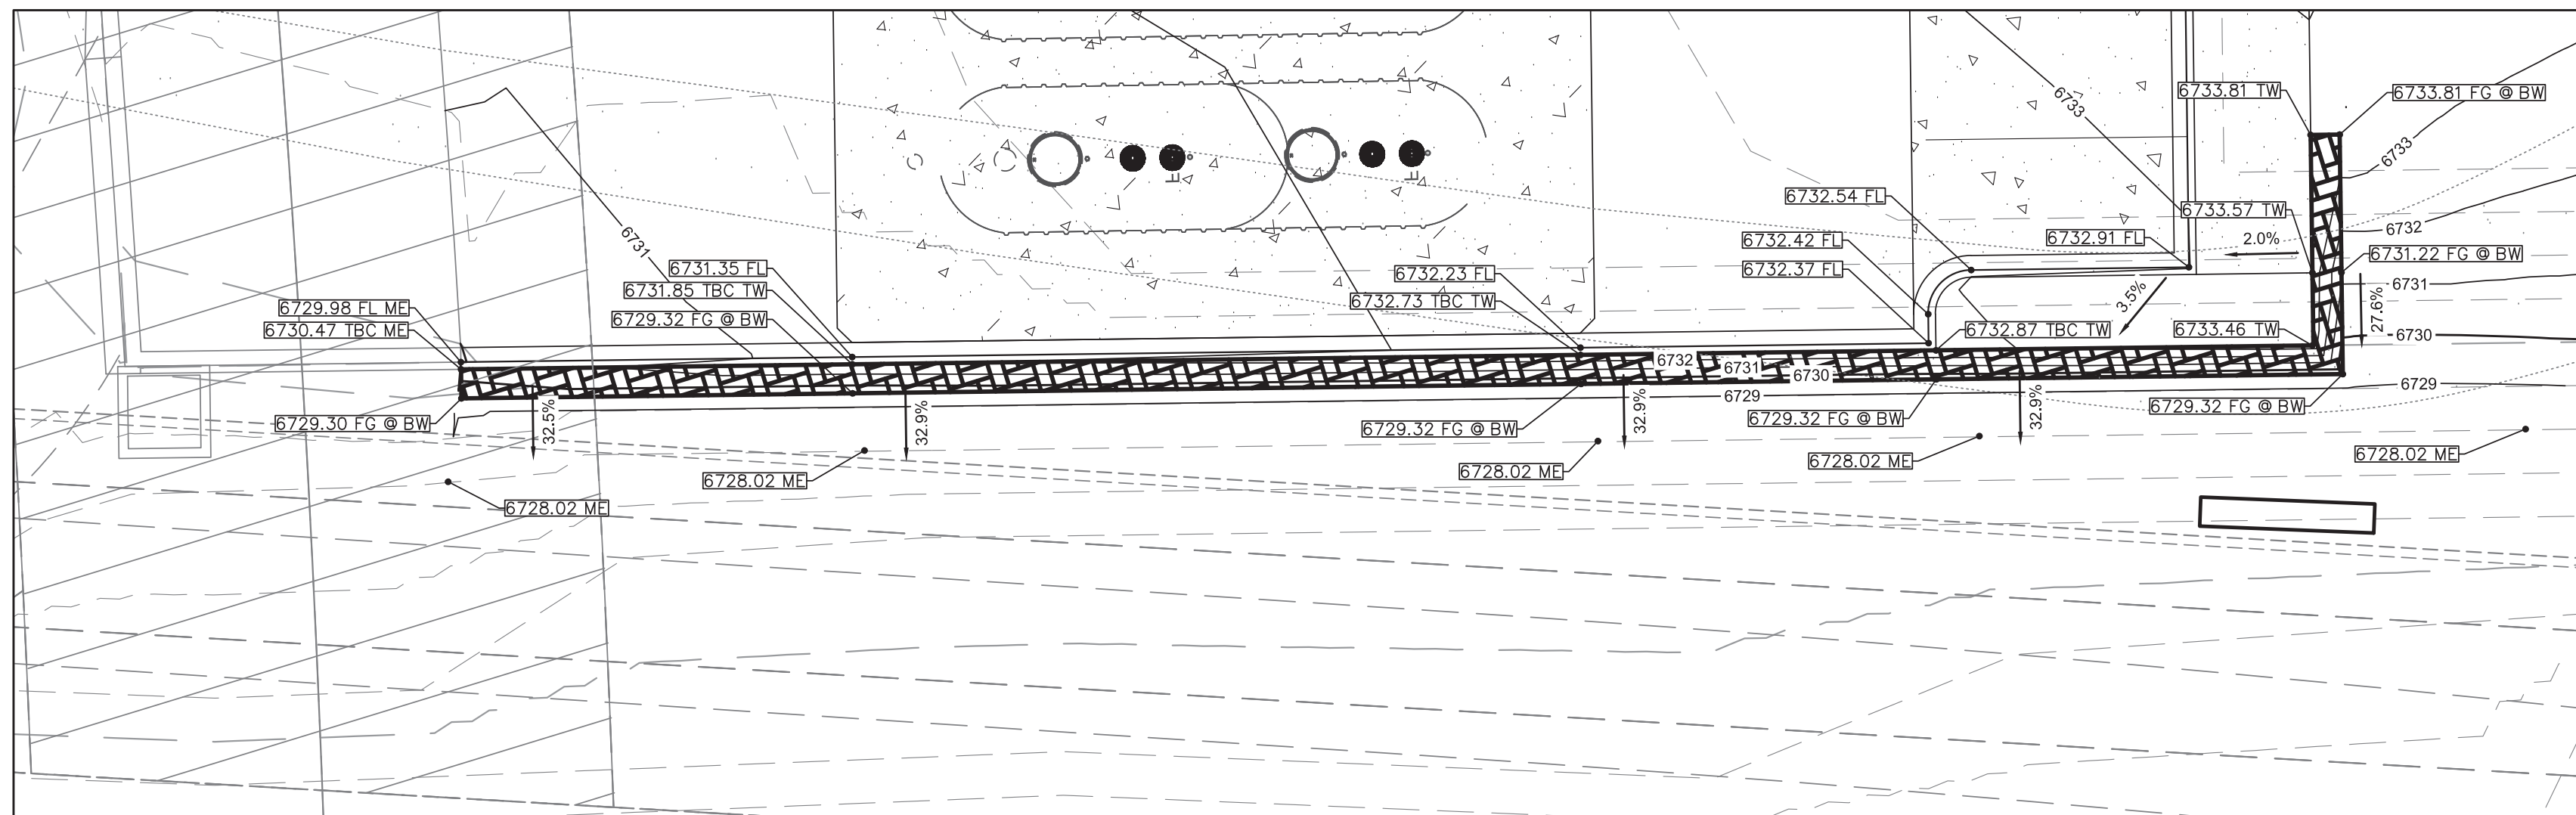 6733.81 TW
6733.81 FG @ BW
6733
6733
6732.54 FL
6733.57 TW
6732
6731
6732.42 FL
6732.91 FL
2.0%
6731.22 FG @ BW
6731.35 FL
6732.23 FL
6732.37 FL
6731
6731.85 TBC TW
6732.73 TBC TW
3.5%
27.6%
6729.98 FL ME
6730.47 TBC ME
6729.32 FG @ BW
6732.87 TBC TW
6733.46 TW
6730
6732
6731
6730
6729
6729
6729.30 FG @ BW
32.5%
32.9%
6729.32 FG @ BW
32.9%
6729.32 FG @ BW
32.9%
6729.32 FG @ BW
6728.02 ME
6728.02 ME
6728.02 ME
6728.02 ME
6728.02 ME